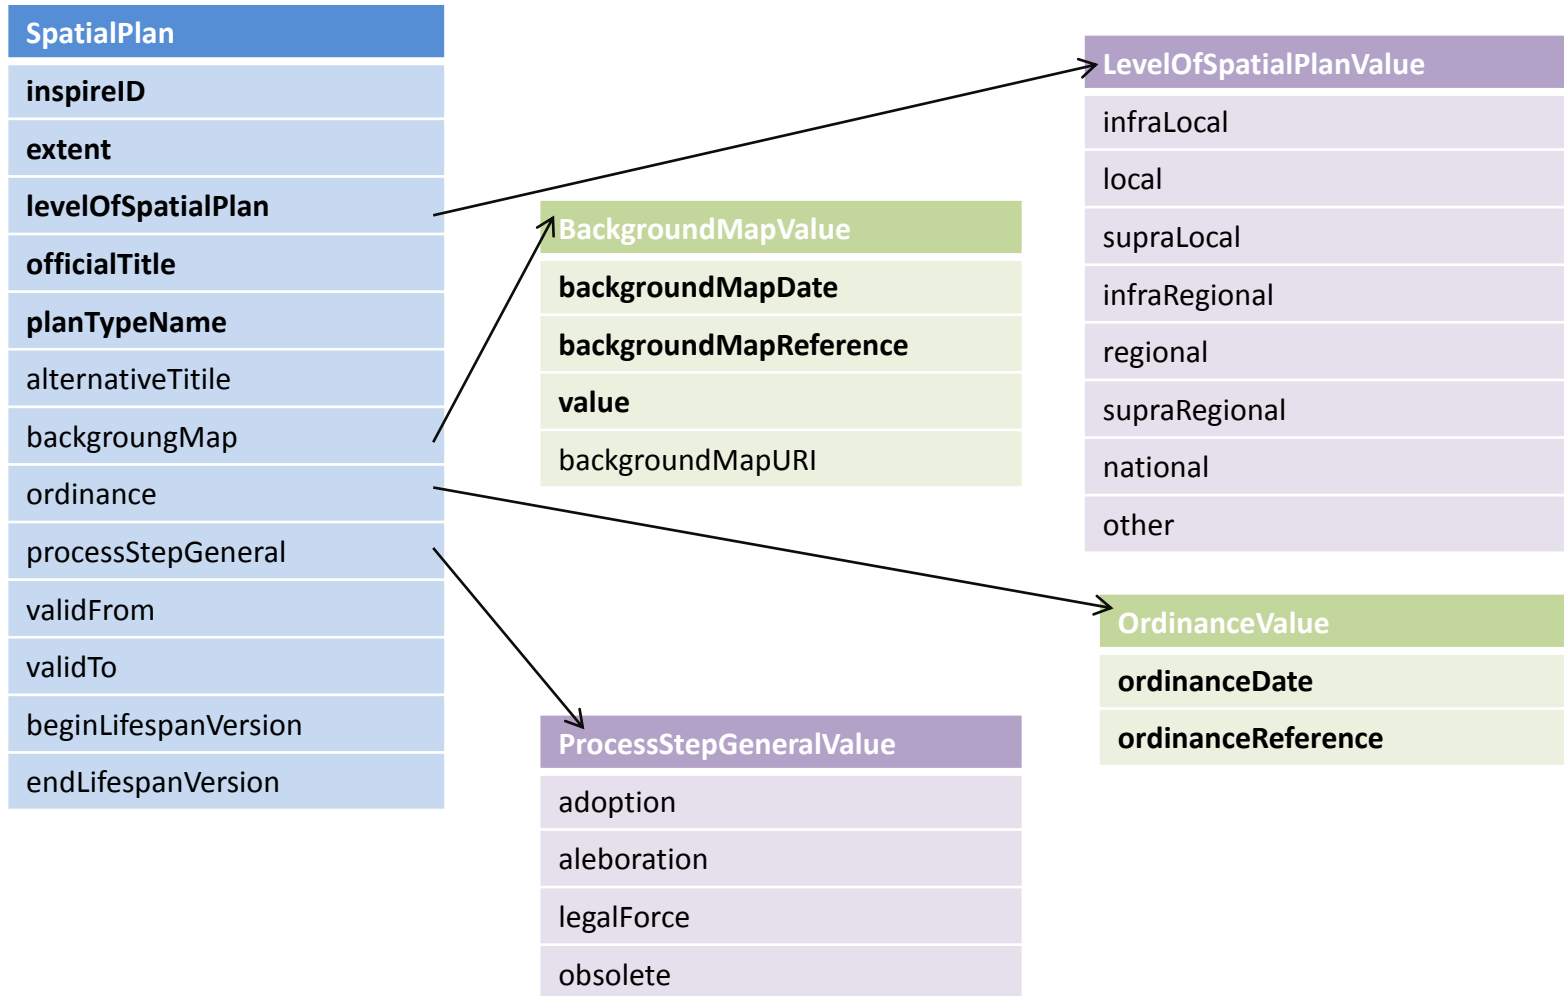 SpatialPlan
inspireID
extent
levelOfSpatialPlan
officialTitle
planTypeName
alternativeTitile
backgroungMap
ordinance
processStepGeneral
validFrom
validTo
beginLifespanVersion
endLifespanVersion
BackgroundMapValue
backgroundMapDate
backgroundMapReference
value
backgroundMapURI
ProcessStepGeneralValue
adoption
aleboration
legalForce
obsolete
LevelOfSpatialPlanValue
infraLocal
local
supraLocal
infraRegional
regional
supraRegional
national
other
OrdinanceValue
ordinanceDate
ordinanceReference